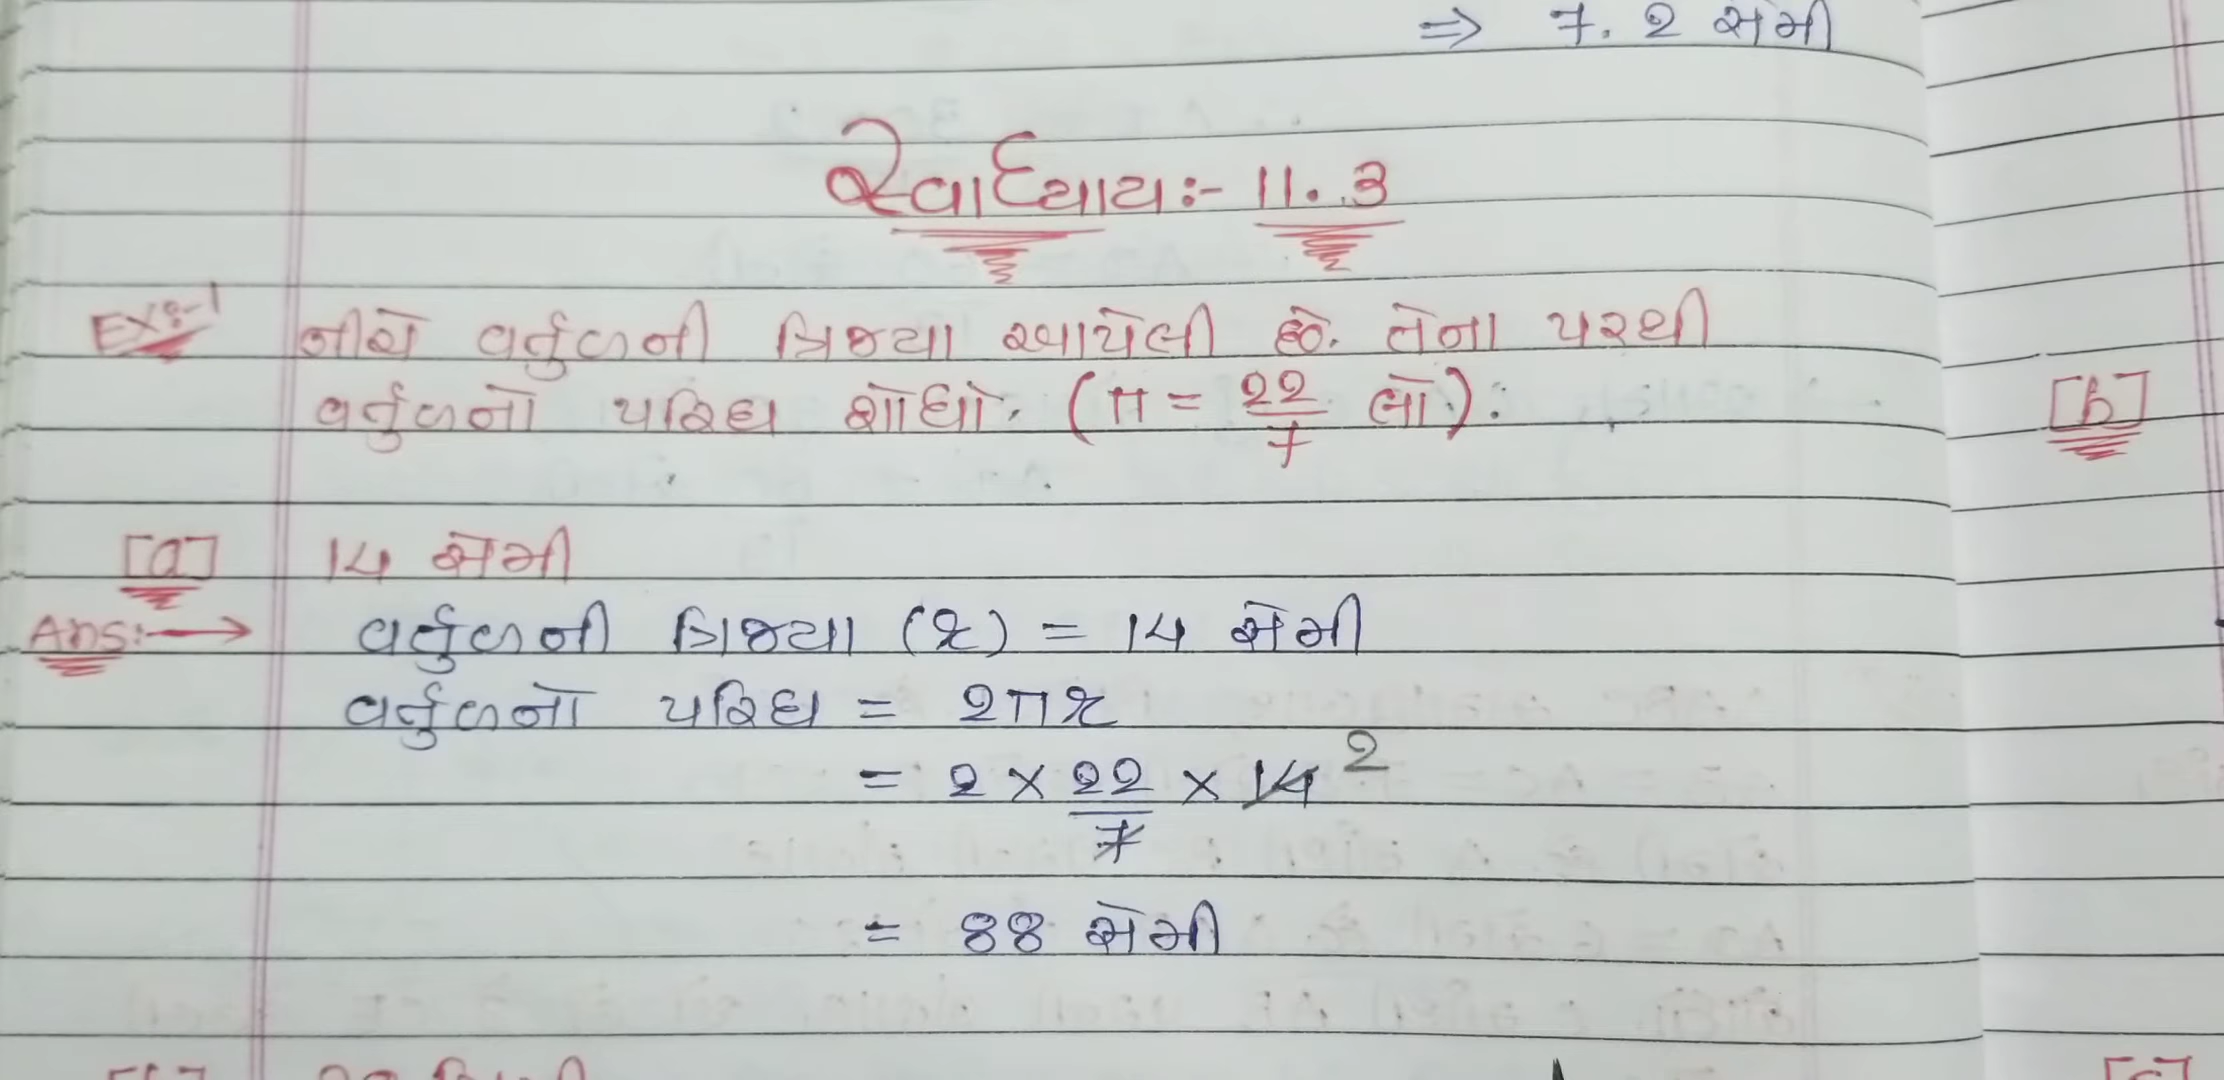 ⇒ 7.2 સેમી
સ્વાધ્યાય:- 11.3
Ex:-1 નીચે વર્તુળની ત્રિજ્યા આપેલી છે. તેના પરથી
વર્તુળનો પરિઘ શોધો. (π = 22/7 લો):
[b]
[a] 14 સેમી
Ans:→ વર્તુળની ત્રિજ્યા (r) = 14 સેમી
વર્તુળનો પરિઘ = 2πr
= 2 × 22/7 × 14 2
= 88 સેમી